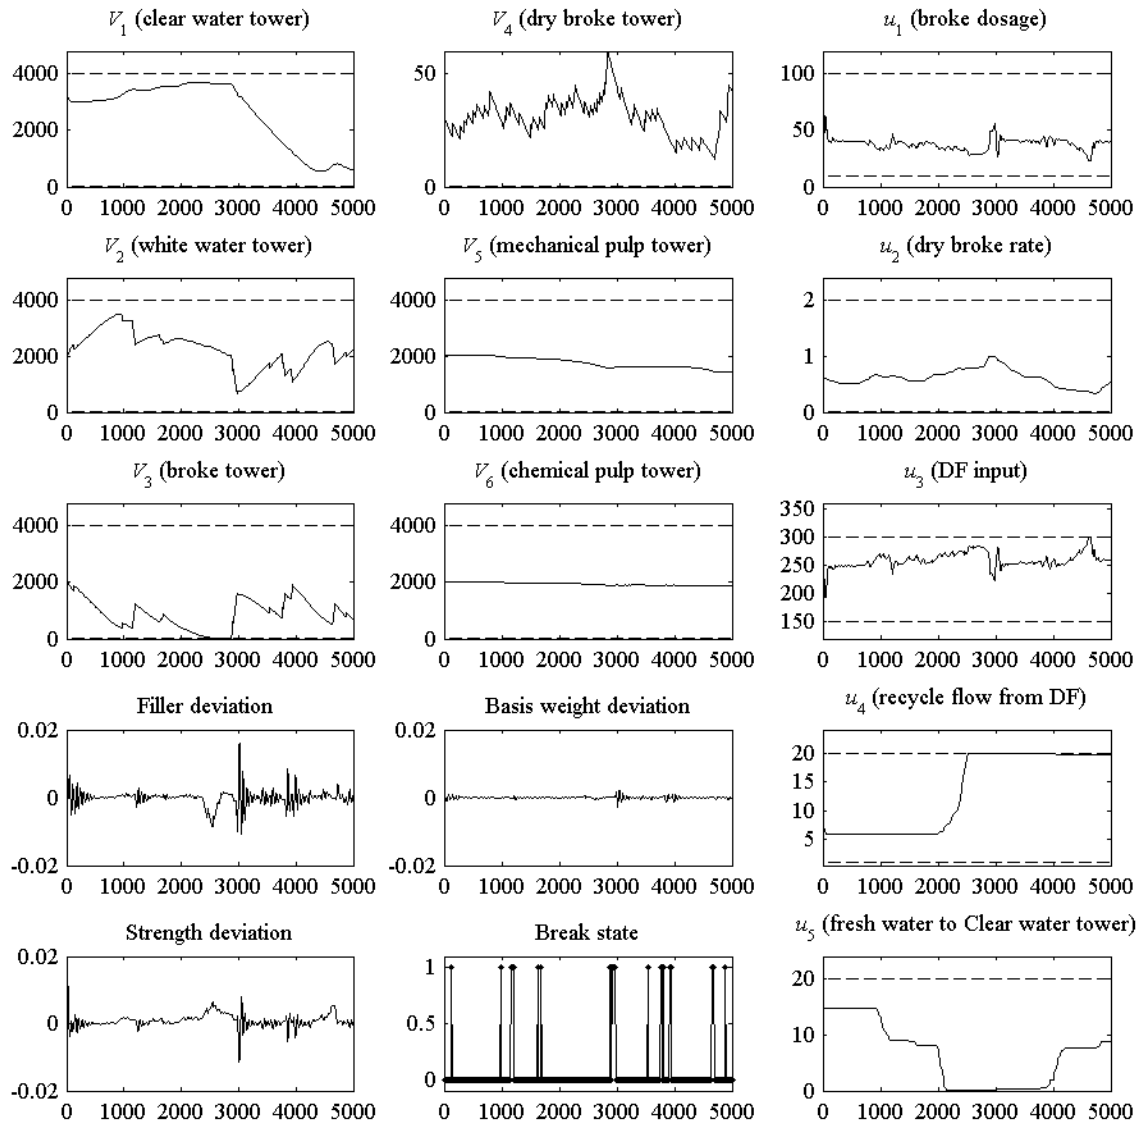 V1 (clear water tower)
4000
2000
0
0 1000 2000 3000 4000 5000
V4 (dry broke tower)
50
0
0 1000 2000 3000 4000 5000
u1 (broke dosage)
100
50
0
0 1000 2000 3000 4000 5000
V2 (white water tower)
4000
2000
0
0 1000 2000 3000 4000 5000
V5 (mechanical pulp tower)
4000
2000
0
0 1000 2000 3000 4000 5000
u2 (dry broke rate)
2
1
0
0 1000 2000 3000 4000 5000
V3 (broke tower)
4000
2000
0
0 1000 2000 3000 4000 5000
V6 (chemical pulp tower)
4000
2000
0
0 1000 2000 3000 4000 5000
u3 (DF input)
350
300
250
200
150
0 1000 2000 3000 4000 5000
Filler deviation
0.02
0
-0.02
0 1000 2000 3000 4000 5000
Basis weight deviation
0.02
0
-0.02
0 1000 2000 3000 4000 5000
u4 (recycle flow from DF)
20
15
10
5
0 1000 2000 3000 4000 5000
Strength deviation
0.02
0
-0.02
0 1000 2000 3000 4000 5000
Break state
1
0.5
0
0 1000 2000 3000 4000 5000
u5 (fresh water to Clear water tower)
20
10
0
0 1000 2000 3000 4000 5000